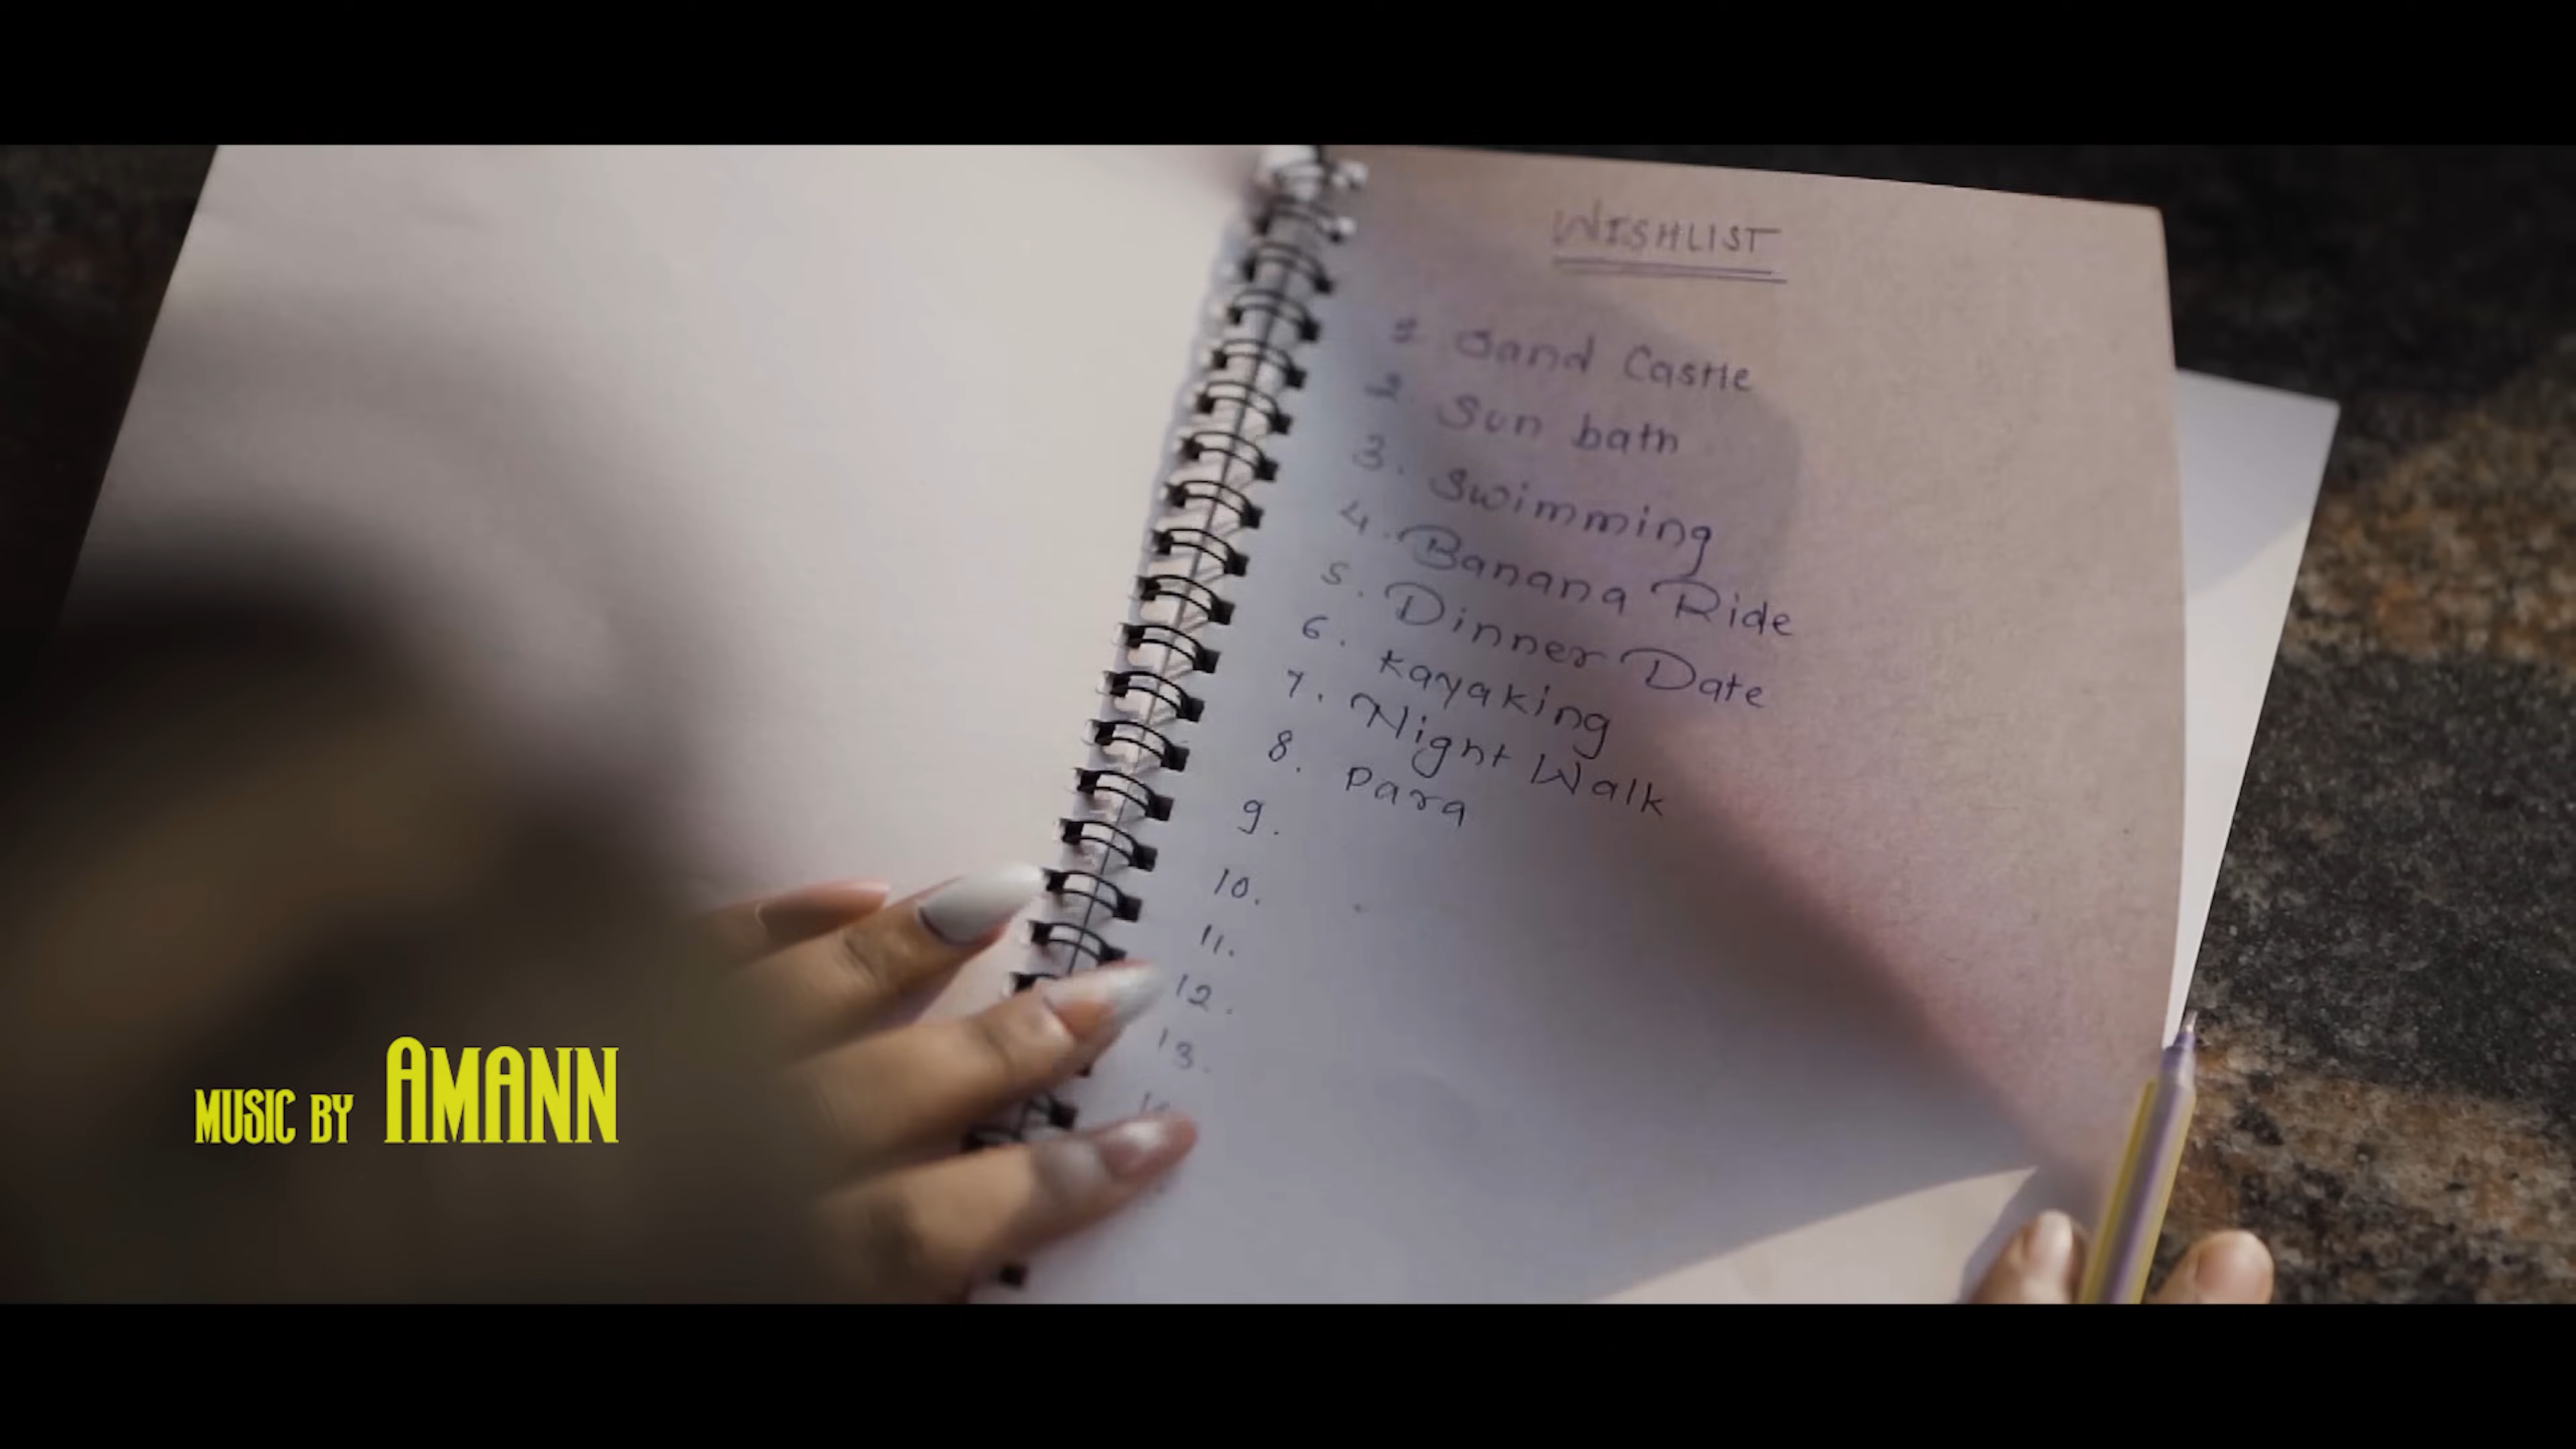 WISHLIST
1 Sand Castle
2. Sun bath
3. Swimming
4. Banana Ride
5. Dinner Date
6. Kayaking
7. Night Walk
8. Para
9.
10.
11.
12.
13.
MUSIC BY AMANN